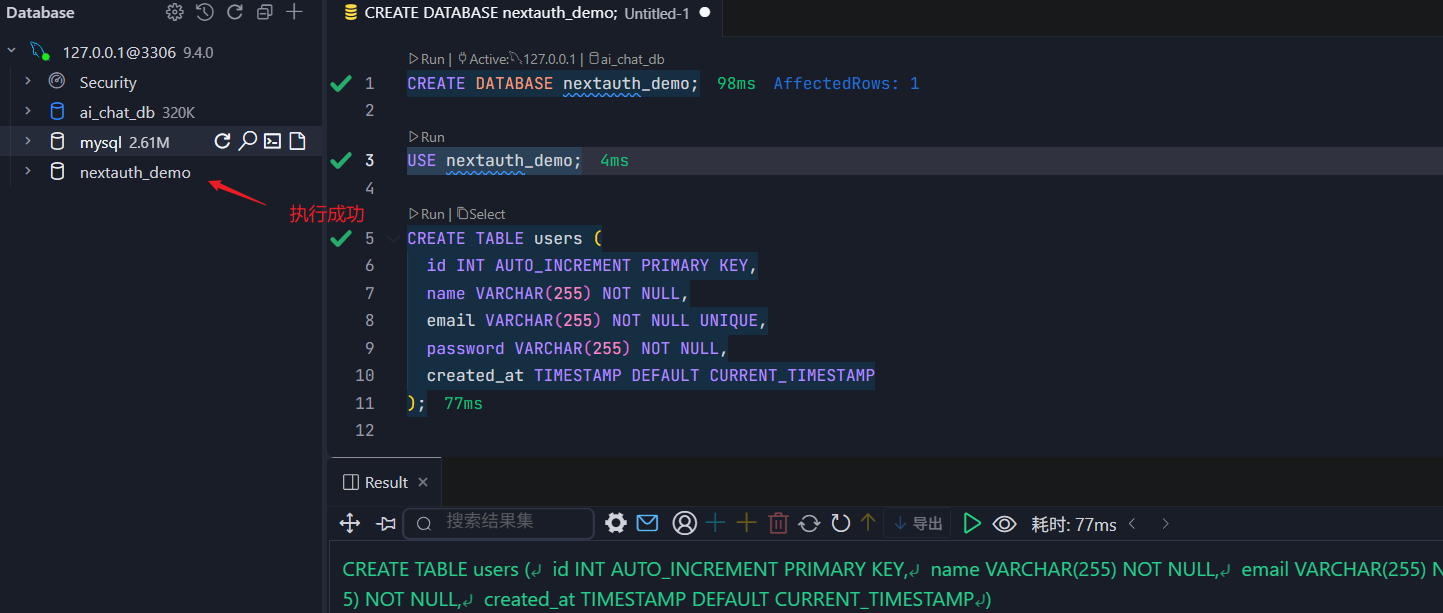 Database
CREATE DATABASE nextauth_demo; Untitled-1
127.0.0.1@3306 9.4.0
Security
ai_chat_db 320K
mysql 2.61M
nextauth_demo
执行成功
Run | Active: 127.0.0.1 | ai_chat_db
1 CREATE DATABASE nextauth_demo; 98ms AffectedRows: 1
2
Run
3 USE nextauth_demo; 4ms
4
Run | Select
5 CREATE TABLE users (
6 id INT AUTO_INCREMENT PRIMARY KEY,
7 name VARCHAR(255) NOT NULL,
8 email VARCHAR(255) NOT NULL UNIQUE,
9 password VARCHAR(255) NOT NULL,
10 created_at TIMESTAMP DEFAULT CURRENT_TIMESTAMP
11 ); 77ms
12
Result
搜索结果集 导出 耗时: 77ms
CREATE TABLE users (↲ id INT AUTO_INCREMENT PRIMARY KEY,↲ name VARCHAR(255) NOT NULL,↲ email VARCHAR(255) N
5) NOT NULL,↲ created_at TIMESTAMP DEFAULT CURRENT_TIMESTAMP↲)